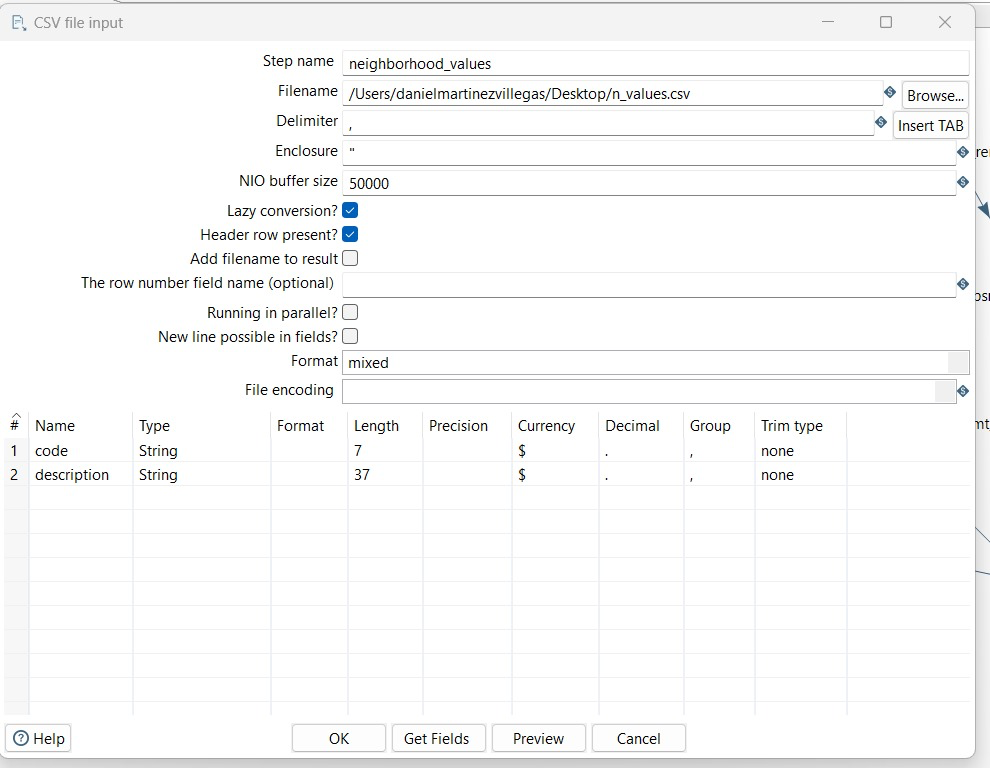 CSV file input
Step name neighborhood_values
Filename /Users/danielmartinezvillegas/Desktop/n_values.csv Browse...
Delimiter , Insert TAB
Enclosure "
NIO buffer size 50000
Lazy conversion?
Header row present?
Add filename to result
The row number field name (optional)
Running in parallel?
New line possible in fields?
Format mixed
File encoding
# Name Type Format Length Precision Currency Decimal Group Trim type
1 code String 7 $ . , none
2 description String 37 $ . , none
Help OK Get Fields Preview Cancel